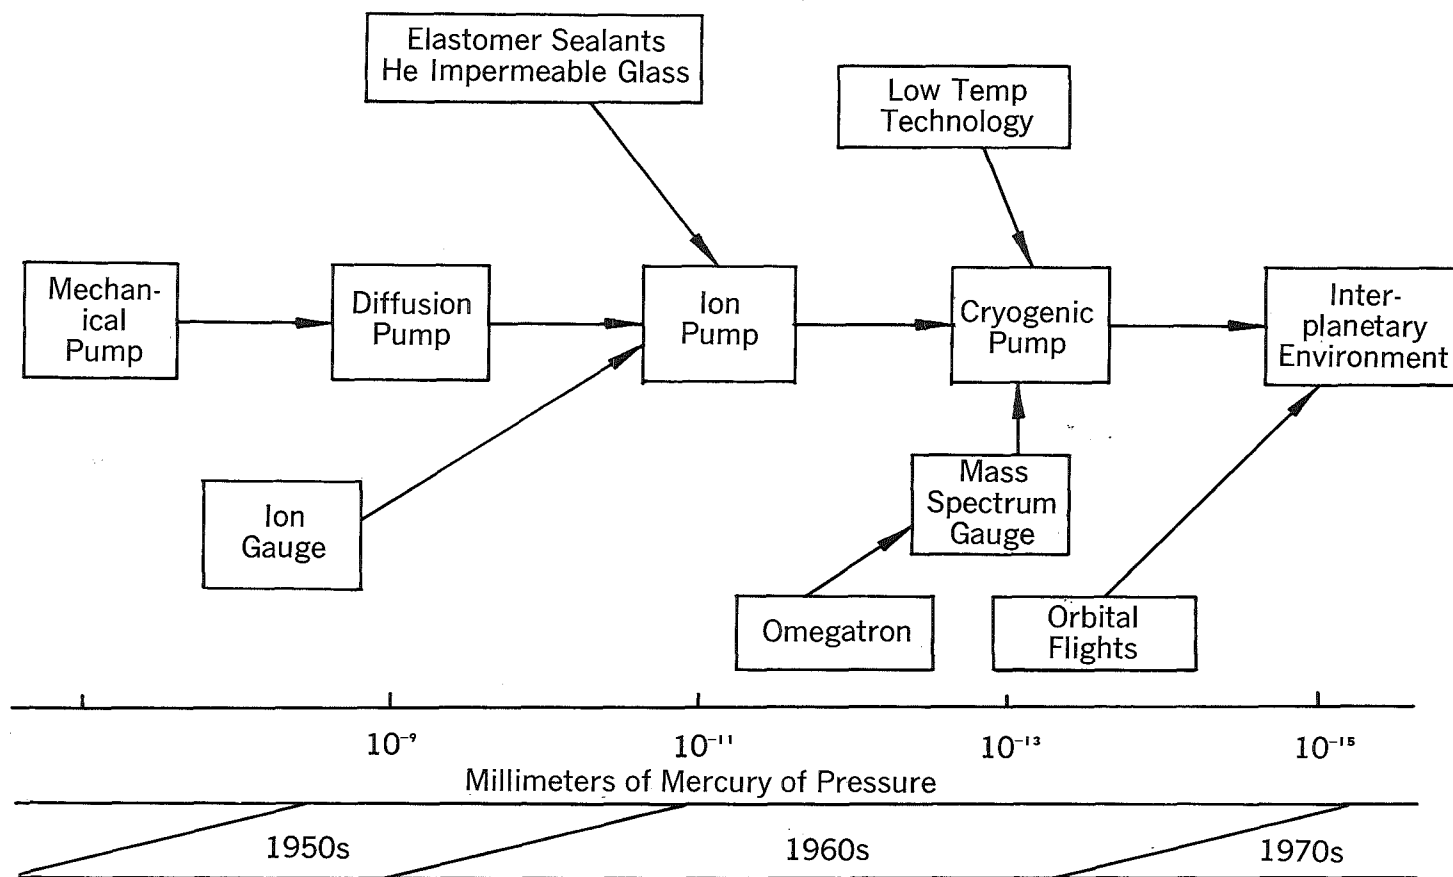 Elastomer Sealants
He Impermeable Glass
Low Temp
Technology
Mechan-
ical
Pump
Diffusion
Pump
Ion
Pump
Cryogenic
Pump
Inter-
planetary
Environment
Ion
Gauge
Mass
Spectrum
Gauge
Omegatron
Orbital
Flights
10⁻⁹ 10⁻¹¹ 10⁻¹³ 10⁻¹⁵
Millimeters of Mercury of Pressure
1950s 1960s 1970s